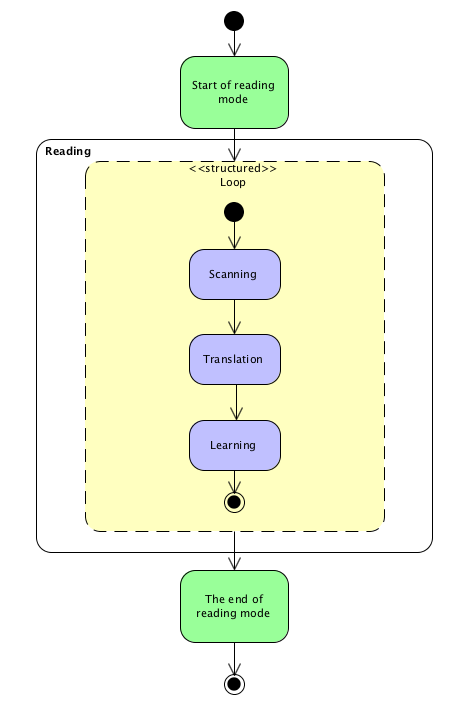 Start of reading
mode
Reading
<<structured>>
Loop
Scanning
Translation
Learning
The end of
reading mode